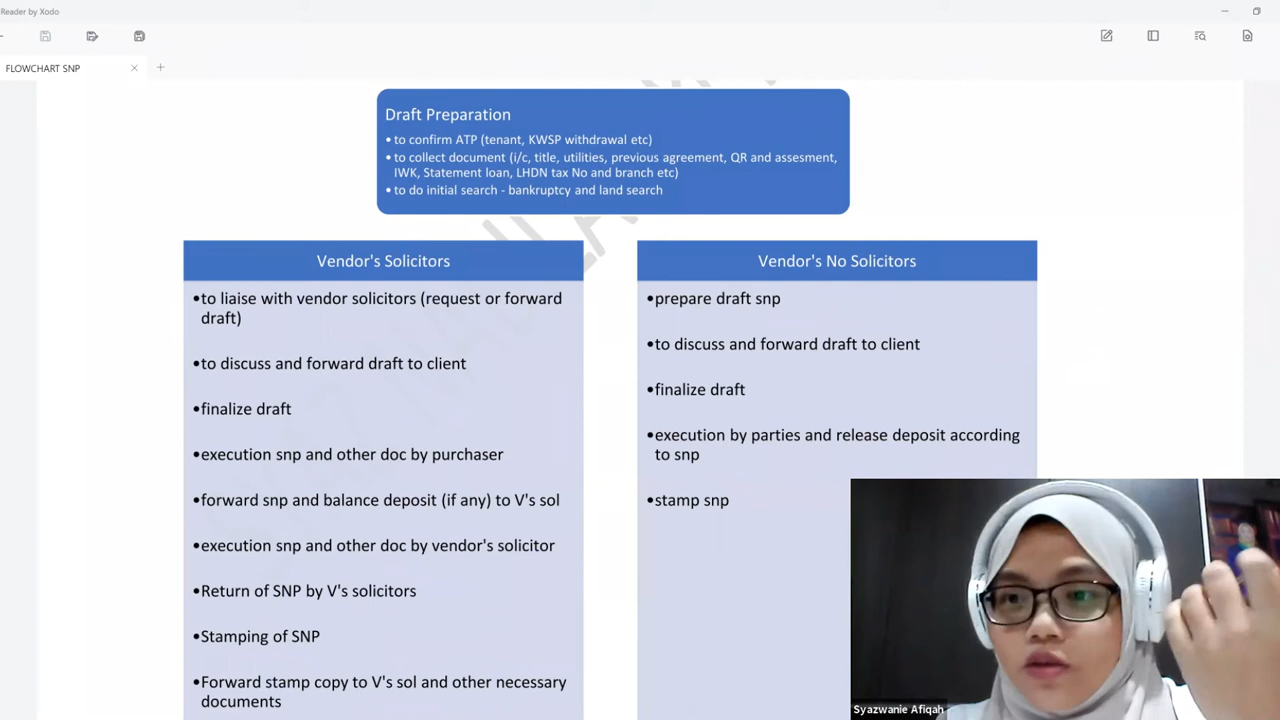 Reader by Xodo
FLOWCHART SNP
Draft Preparation
• to confirm ATP (tenant, KWSP withdrawal etc)
• to collect document (i/c, title, utilities, previous agreement, QR and assesment,
IWK, Statement loan, LHDN tax No and branch etc)
• to do initial search - bankruptcy and land search
Vendor's Solicitors
•to liaise with vendor solicitors (request or forward
draft)
•to discuss and forward draft to client
•finalize draft
•execution snp and other doc by purchaser
•forward snp and balance deposit (if any) to V's sol
•execution snp and other doc by vendor's solicitor
•Return of SNP by V's solicitors
•Stamping of SNP
•Forward stamp copy to V's sol and other necessary
documents
Vendor's No Solicitors
•prepare draft snp
•to discuss and forward draft to client
•finalize draft
•execution by parties and release deposit according
to snp
•stamp snp
Syazwanie Afiqah